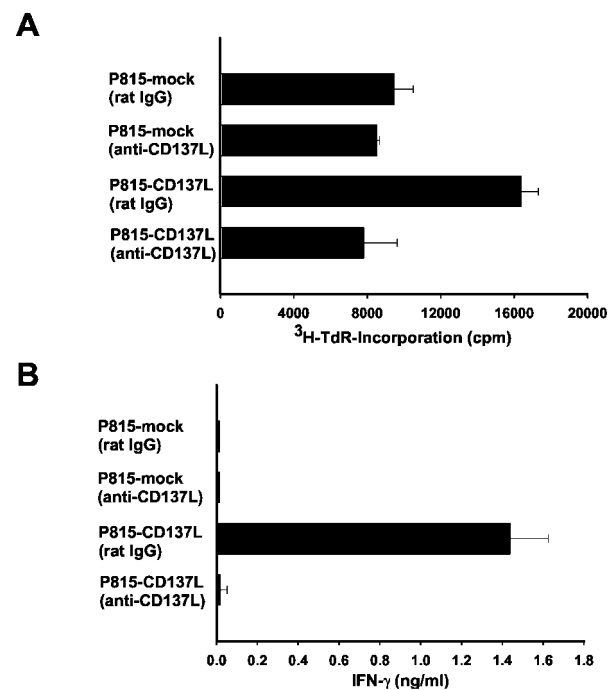 A
P815-mock
(rat IgG)
P815-mock
(anti-CD137L)
P815-CD137L
(rat IgG)
P815-CD137L
(anti-CD137L)
0 4000 8000 12000 16000 20000
³H-TdR-Incorporation (cpm)
B
P815-mock
(rat IgG)
P815-mock
(anti-CD137L)
P815-CD137L
(rat IgG)
P815-CD137L
(anti-CD137L)
0.0 0.2 0.4 0.6 0.8 1.0 1.2 1.4 1.6 1.8
IFN-γ (ng/ml)